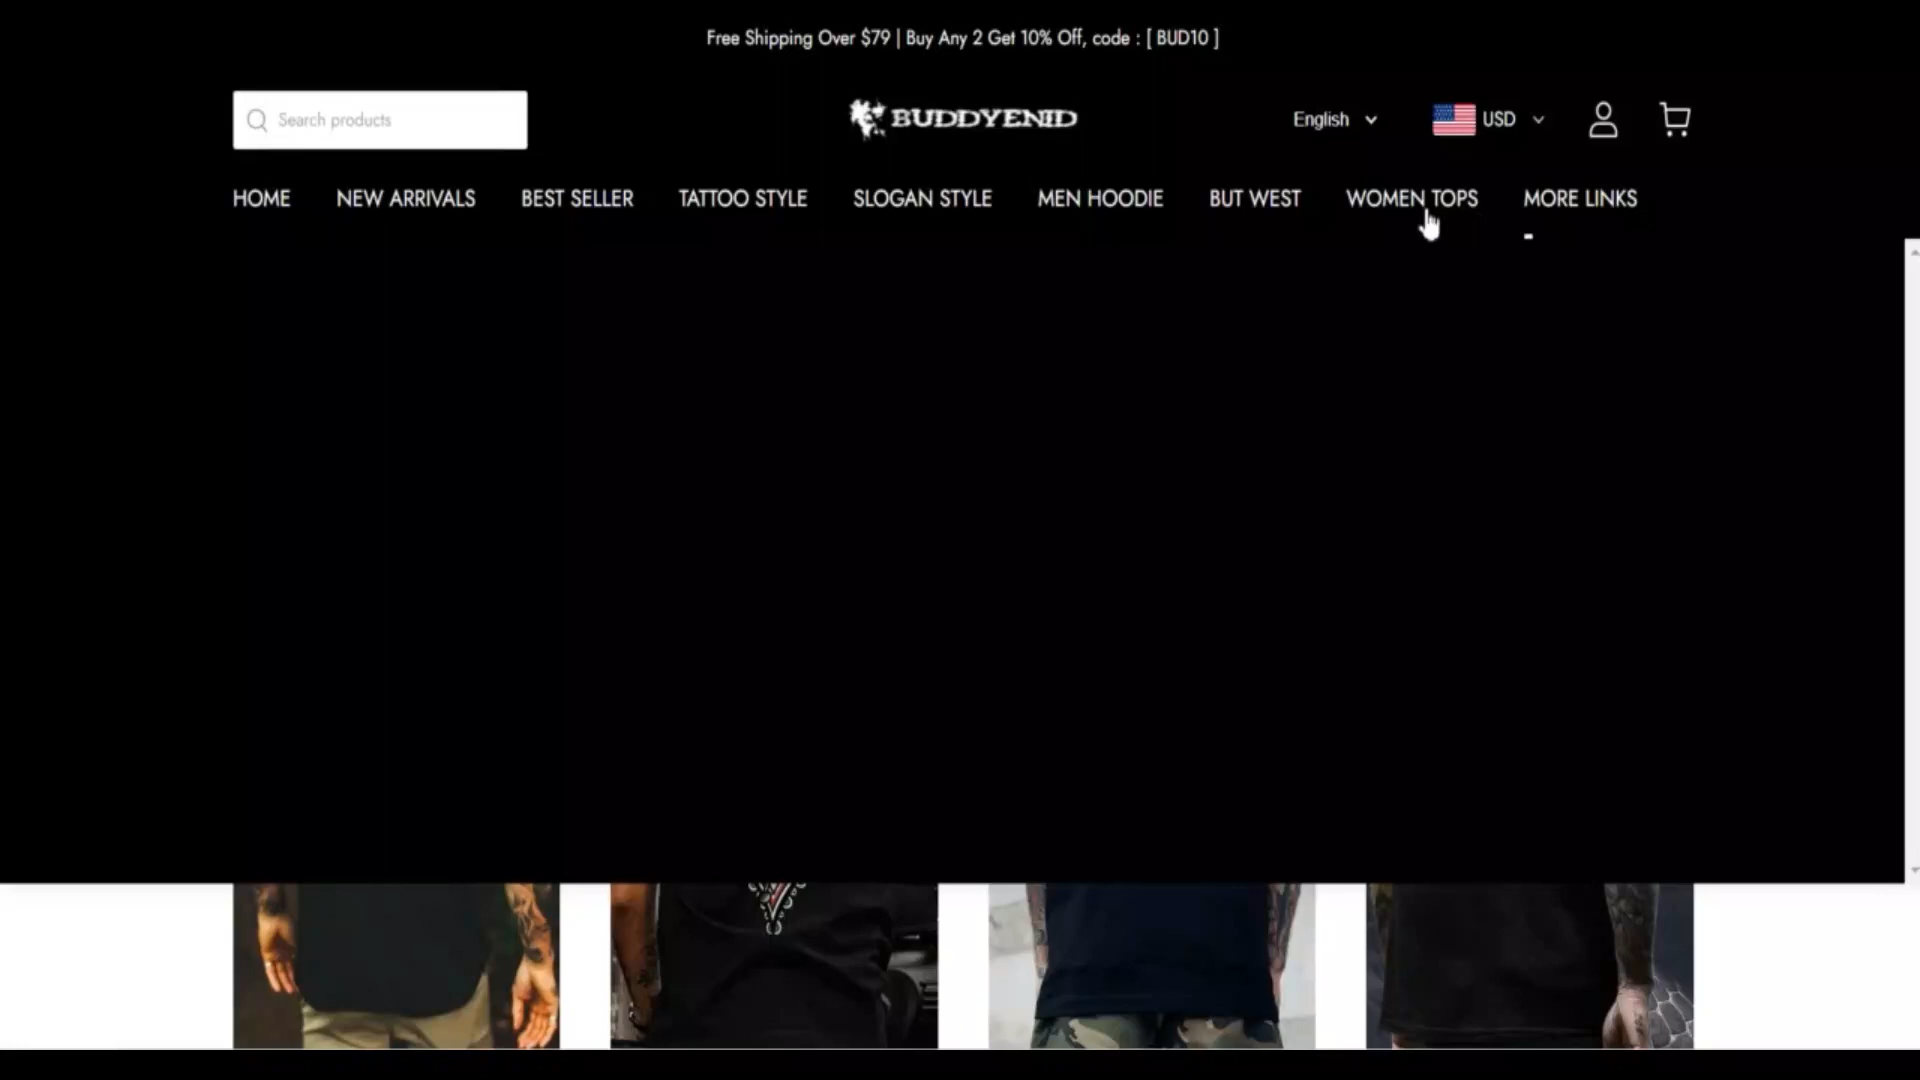 Free Shipping Over $79 | Buy Any 2 Get 10% Off, code : [ BUD10 ]
Search products
BUDDYENID
English
USD
HOME NEW ARRIVALS BEST SELLER TATTOO STYLE SLOGAN STYLE MEN HOODIE BUT WEST WOMEN TOPS MORE LINKS